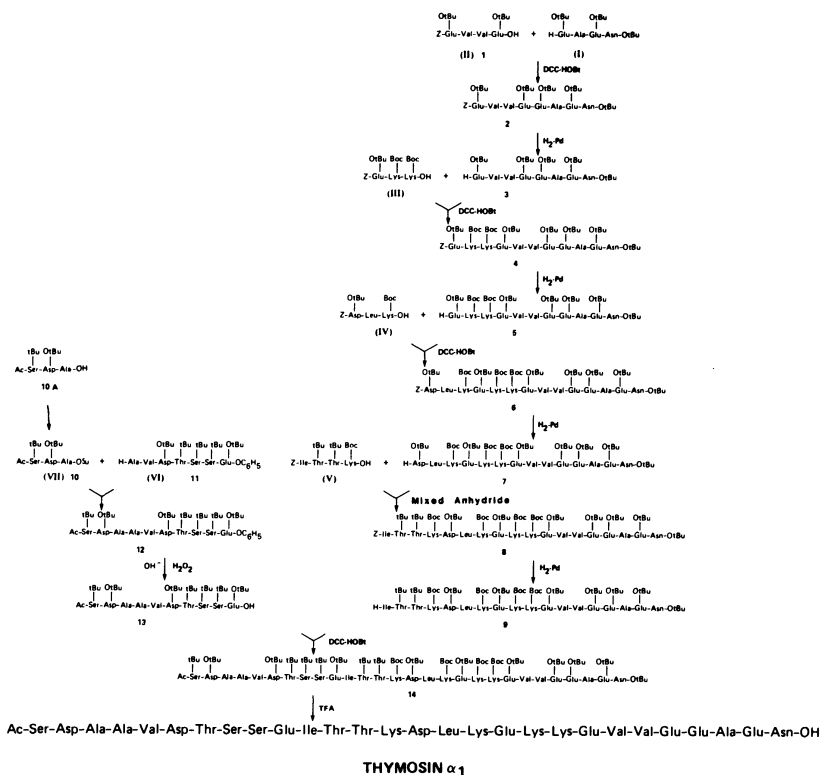 OtBu OtBu OtBu OtBu
Z-Glu-Val-Val-Glu-OH + H-Glu-Ala-Glu-Asn-OtBu
(II) 1 (I)
DCC-HOBt
OtBu OtBu OtBu OtBu
Z-Glu-Val-Val-Glu-Glu-Ala-Glu-Asn-OtBu
2
H2-Pd
OtBu Boc Boc OtBu OtBu OtBu OtBu
Z-Glu-Lys-Lys-OH + H-Glu-Val-Val-Glu-Glu-Ala-Glu-Asn-OtBu
(III) 3
DCC-HOBt
OtBu Boc Boc OtBu OtBu OtBu OtBu
Z-Glu-Lys-Lys-Glu-Val-Val-Glu-Glu-Ala-Glu-Asn-OtBu
4
H2-Pd
OtBu Boc OtBu Boc Boc OtBu OtBu OtBu OtBu
Z-Asp-Leu-Lys-OH + H-Glu-Lys-Lys-Glu-Val-Val-Glu-Glu-Ala-Glu-Asn-OtBu
(IV) 5
DCC-HOBt
tBu OtBu
Ac-Ser-Asp-Ala-OH
10 A
OtBu Boc OtBu Boc Boc OtBu OtBu OtBu OtBu
Z-Asp-Leu-Lys-Glu-Lys-Lys-Glu-Val-Val-Glu-Glu-Ala-Glu-Asn-OtBu
6
H2-Pd
tBu OtBu OtBu tBu tBu tBu OtBu tBu tBu Boc OtBu Boc OtBu Boc Boc OtBu OtBu OtBu OtBu
Ac-Ser-Asp-Ala-OSu + H-Ala-Val-Asp-Thr-Ser-Ser-Glu-OC6H5 Z-Ile-Thr-Thr-Lys-OH + H-Asp-Leu-Lys-Glu-Lys-Lys-Glu-Val-Val-Glu-Glu-Ala-Glu-Asn-OtBu
(VII) 10 (VI) 11 (V) 7
Mixed Anhydride
tBu OtBu OtBu tBu tBu tBu OtBu tBu tBu Boc OtBu Boc OtBu Boc Boc OtBu OtBu OtBu OtBu
Ac-Ser-Asp-Ala-Ala-Val-Asp-Thr-Ser-Ser-Glu-OC6H5 Z-Ile-Thr-Thr-Lys-Asp-Leu-Lys-Glu-Lys-Lys-Glu-Val-Val-Glu-Glu-Ala-Glu-Asn-OtBu
12 8
OH- H2O2 H2-Pd
tBu OtBu OtBu tBu tBu tBu OtBu tBu tBu Boc OtBu Boc OtBu Boc Boc OtBu OtBu OtBu OtBu
Ac-Ser-Asp-Ala-Ala-Val-Asp-Thr-Ser-Ser-Glu-OH H-Ile-Thr-Thr-Lys-Asp-Leu-Lys-Glu-Lys-Lys-Glu-Val-Val-Glu-Glu-Ala-Glu-Asn-OtBu
13 9
DCC-HOBt
tBu OtBu OtBu tBu tBu tBu OtBu tBu tBu Boc OtBu Boc OtBu Boc Boc OtBu OtBu OtBu OtBu
Ac-Ser-Asp-Ala-Ala-Val-Asp-Thr-Ser-Ser-Glu-Ile-Thr-Thr-Lys-Asp-Leu-Lys-Glu-Lys-Lys-Glu-Val-Val-Glu-Glu-Ala-Glu-Asn-OtBu
14
TFA
Ac-Ser-Asp-Ala-Ala-Val-Asp-Thr-Ser-Ser-Glu-Ile-Thr-Thr-Lys-Asp-Leu-Lys-Glu-Lys-Lys-Glu-Val-Val-Glu-Glu-Ala-Glu-Asn-OH
THYMOSIN α1